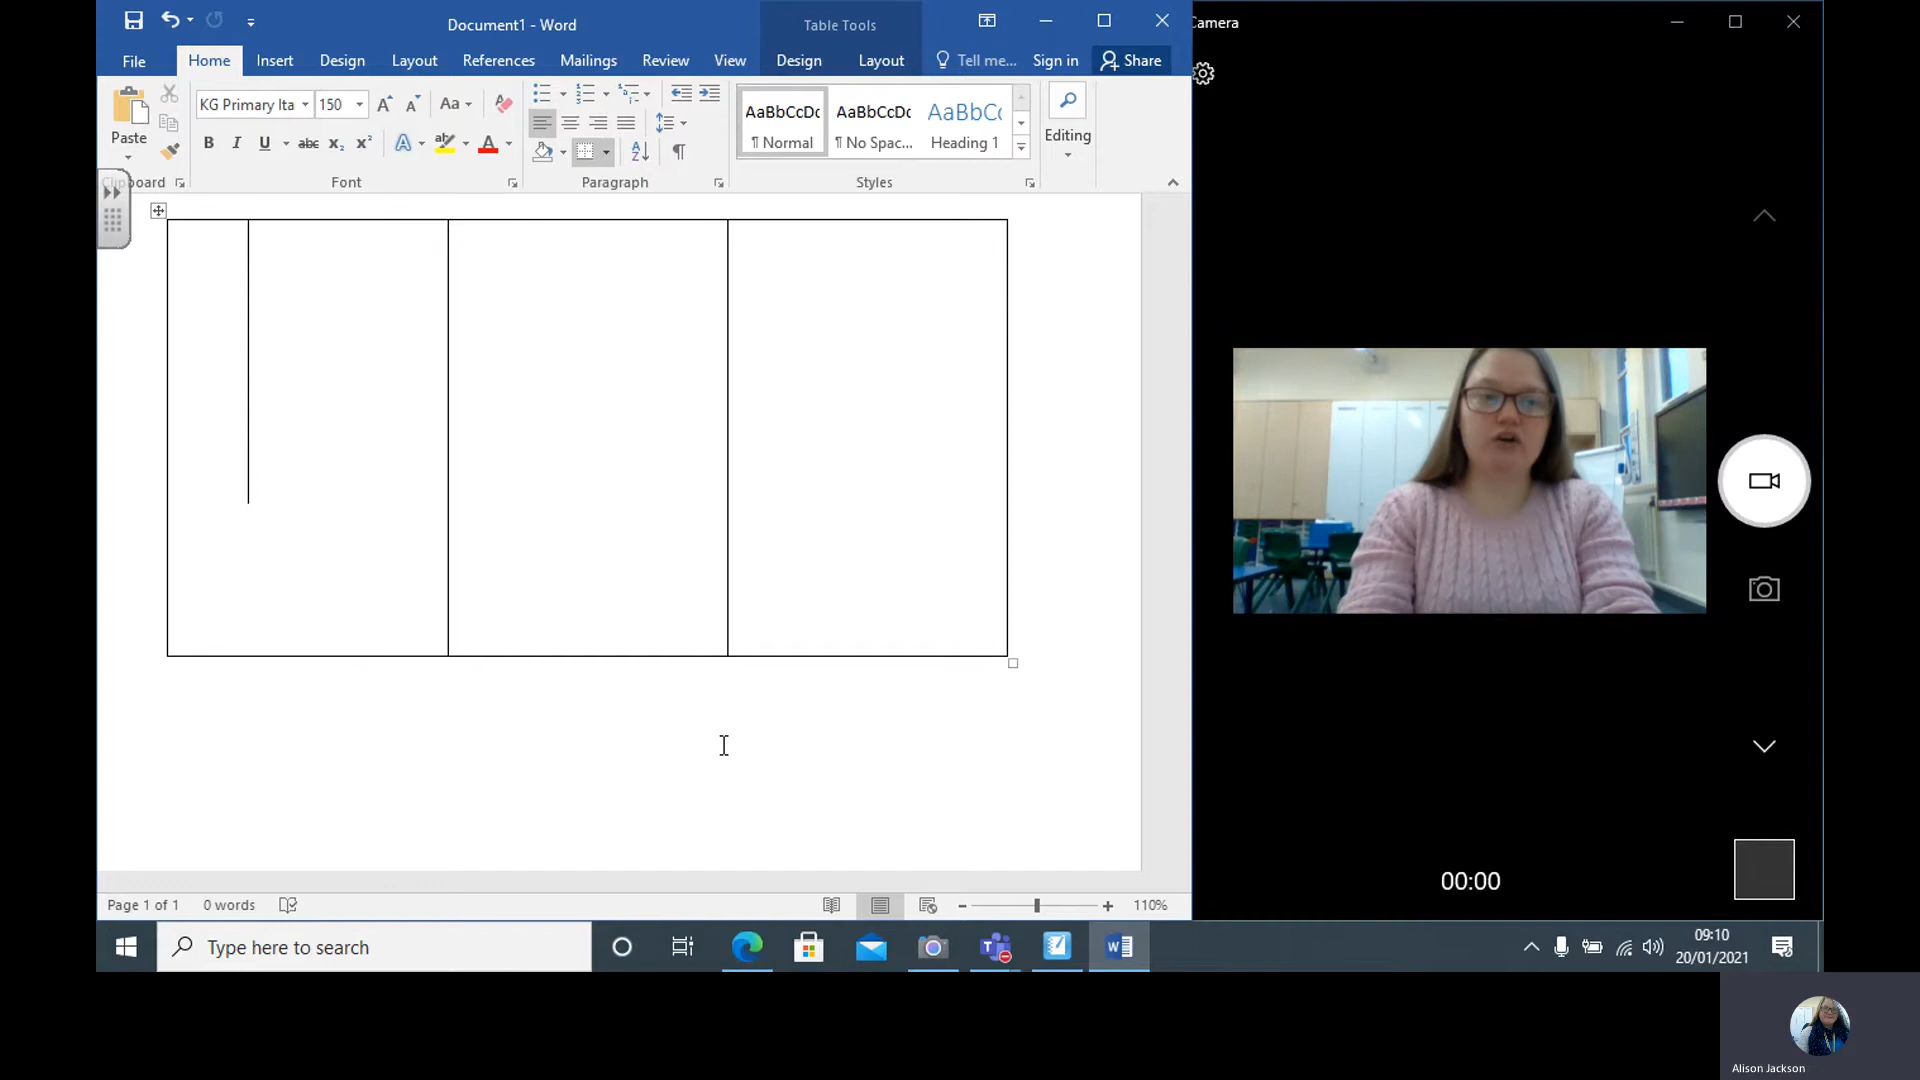 Document1 - Word
Table Tools
Camera
File
Home
Insert
Design
Layout
References
Mailings
Review
View
Design
Layout
Tell me...
Sign in
Share
Paste
KG Primary Ita
150
Aa
B I U abc X₂ X²
A
A
AaBbCcDc
AaBbCcDc
AaBbCc
¶ Normal
¶ No Spac...
Heading 1
Editing
Clipboard
Font
Paragraph
Styles
00:00
Page 1 of 1
0 words
110%
Type here to search
09:10
20/01/2021
Alison Jackson